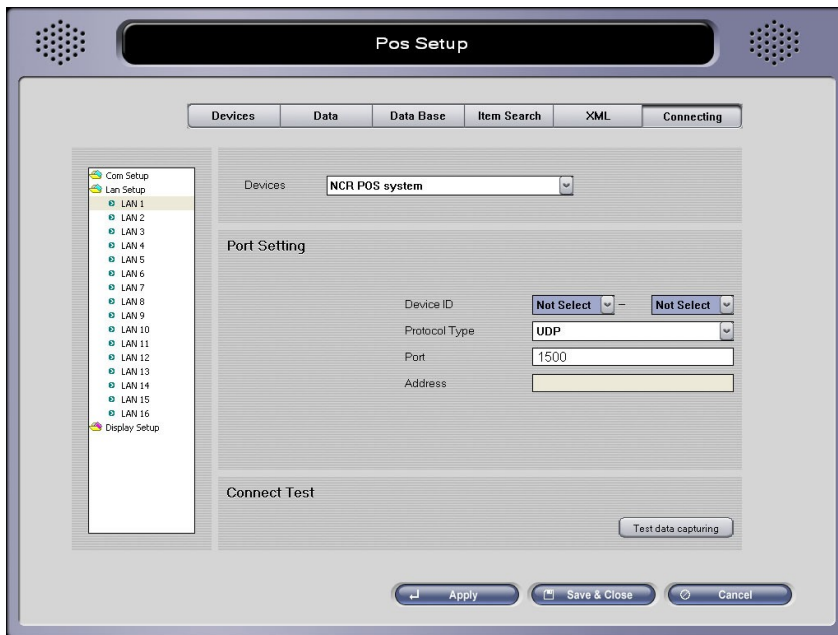 Pos Setup
Devices Data Data Base Item Search XML Connecting
Com Setup
Lan Setup
LAN 1
LAN 2
LAN 3
LAN 4
LAN 5
LAN 6
LAN 7
LAN 8
LAN 9
LAN 10
LAN 11
LAN 12
LAN 13
LAN 14
LAN 15
LAN 16
Display Setup
Devices NCR POS system
Port Setting
Device ID Not Select – Not Select
Protocol Type UDP
Port 1500
Address
Connect Test
Test data capturing
Apply Save & Close Cancel